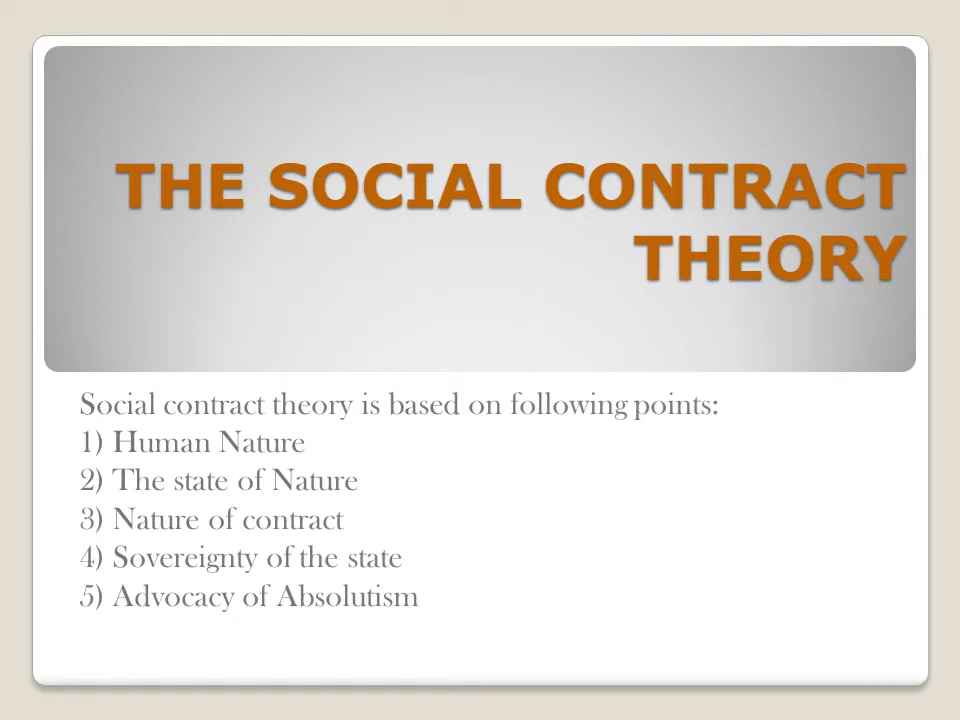 THE SOCIAL CONTRACT
THEORY
Social contract theory is based on following points:
1) Human Nature
2) The state of Nature
3) Nature of contract
4) Sovereignty of the state
5) Advocacy of Absolutism